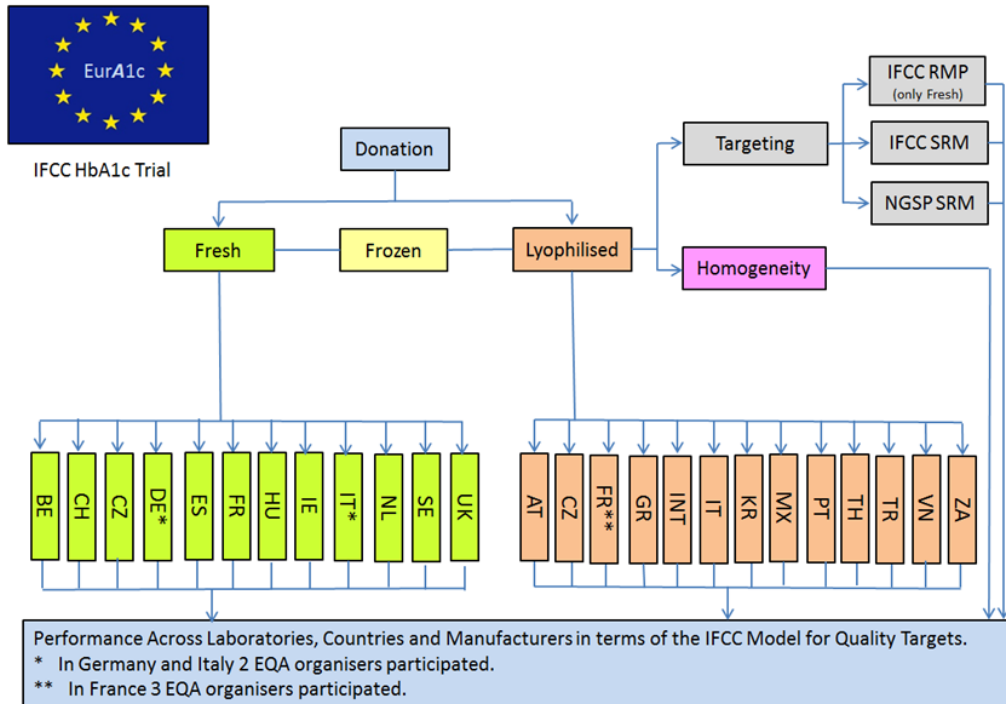 EurA1c
IFCC HbA1c Trial
Donation
Fresh
Frozen
Lyophilised
Targeting
Homogeneity
IFCC RMP
(only Fresh)
IFCC SRM
NGSP SRM
BE
CH
CZ
DE*
ES
FR
HU
IE
IT*
NL
SE
UK
AT
CZ
FR**
GR
INT
IT
KR
MX
PT
TH
TR
VN
ZA
Performance Across Laboratories, Countries and Manufacturers in terms of the IFCC Model for Quality Targets.
* In Germany and Italy 2 EQA organisers participated.
** In France 3 EQA organisers participated.